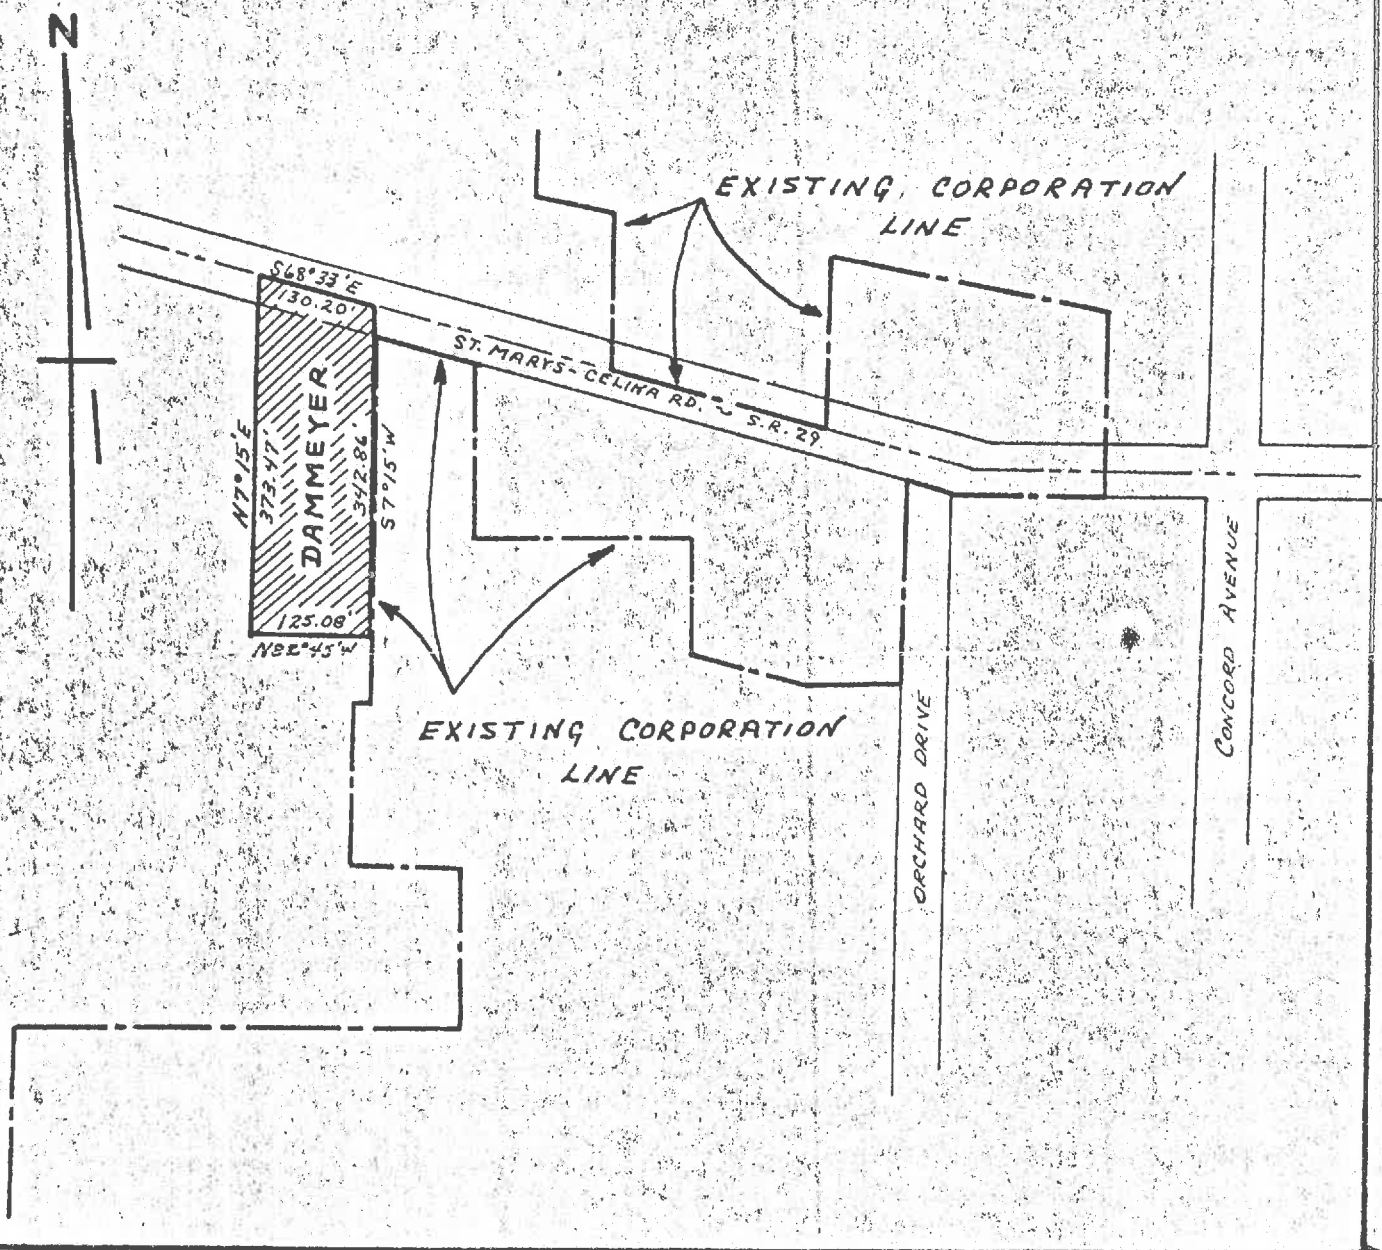 N
EXISTING CORPORATION
LINE
S68°33'E
130.20'
ST. MARYS-CELINA RD. ~ S.R. 29
N7°15'E
373.47'
DAMMEYER
342.86'
S7°15'W
125.08'
N82°45'W
EXISTING CORPORATION
LINE
ORCHARD DRIVE
CONCORD AVENUE